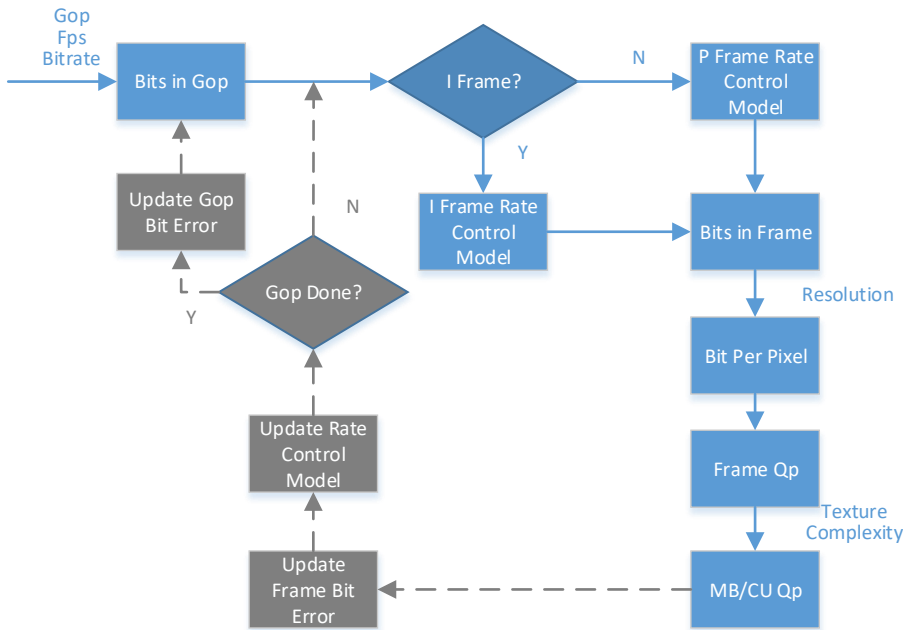 Gop
Fps
Bitrate
Bits in Gop
I Frame?
N
P Frame Rate
Control
Model
Y
Update Gop
Bit Error
N
I Frame Rate
Control
Model
Bits in Frame
Gop Done?
Y
Resolution
Bit Per Pixel
Update Rate
Control
Model
Frame Qp
Texture
Complexity
Update
Frame Bit
Error
MB/CU Qp